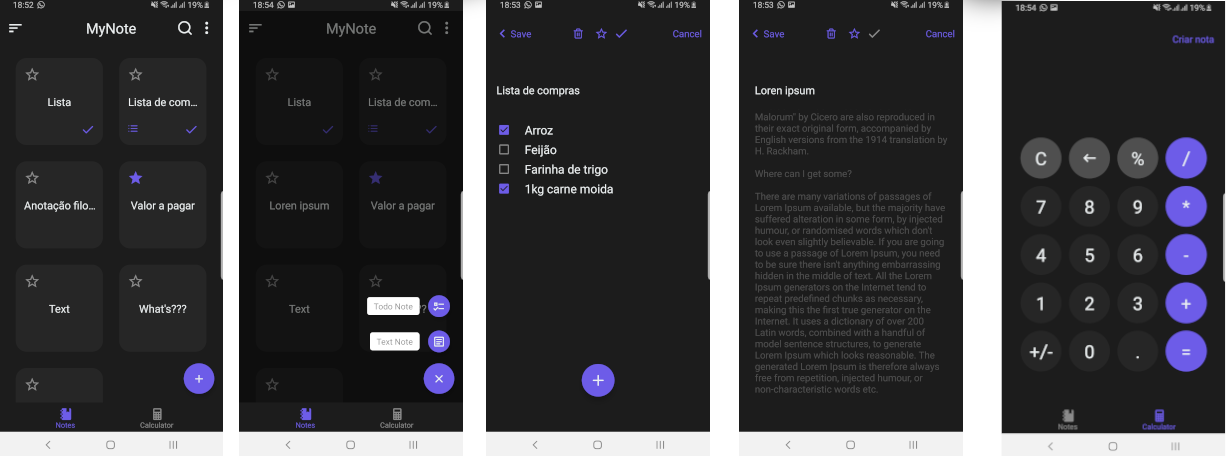 18:52 19%
MyNote
Lista
Lista de com...
Anotação filo...
Valor a pagar
Text
What's???
+
Notes
Calculator
18:54 19%
MyNote
Lista
Lista de com...
Loren ipsum
Valor a pagar
Text
??
Todo Note
Text Note
×
Notes
Calculator
18:53 19%
Save
Cancel
Lista de compras
Arroz
Feijão
Farinha de trigo
1kg carne moida
+
18:53 19%
Save
Cancel
Loren ipsum
Malorum" by Cicero are also reproduced in
their exact original form, accompanied by
English versions from the 1914 translation by
H. Rackham.
Where can I get some?
There are many variations of passages of
Lorem Ipsum available, but the majority have
suffered alteration in some form, by injected
humour, or randomised words which don't
look even slightly believable. If you are going
to use a passage of Lorem Ipsum, you need
to be sure there isn't anything embarrassing
hidden in the middle of text. All the Lorem
Ipsum generators on the Internet tend to
repeat predefined chunks as necessary,
making this the first true generator on the
Internet. It uses a dictionary of over 200
Latin words, combined with a handful of
model sentence structures, to generate
Lorem Ipsum which looks reasonable. The
generated Lorem Ipsum is therefore always
free from repetition, injected humour, or
non-characteristic words etc.
18:54 19%
Criar nota
C ← % /
7 8 9 *
4 5 6 -
1 2 3 +
+/- 0 . =
Notes
Calculator